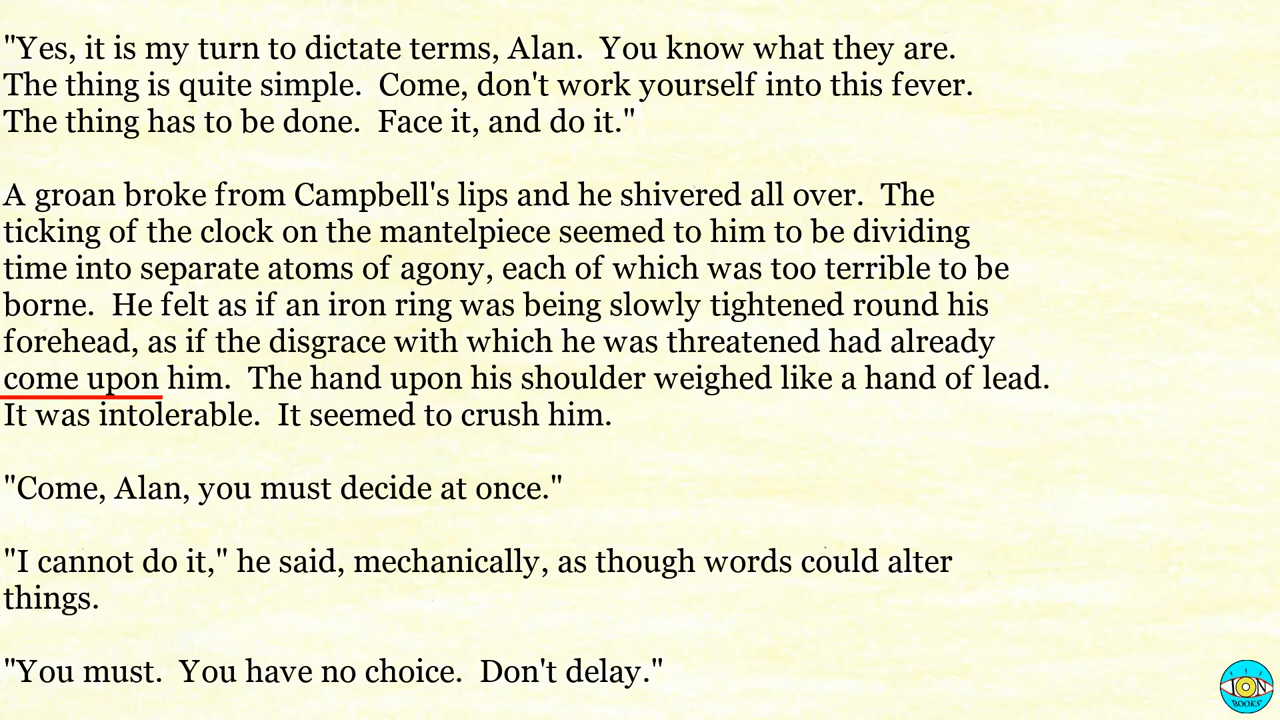 "Yes, it is my turn to dictate terms, Alan.  You know what they are.
The thing is quite simple.  Come, don't work yourself into this fever.
The thing has to be done.  Face it, and do it."
A groan broke from Campbell's lips and he shivered all over.  The
ticking of the clock on the mantelpiece seemed to him to be dividing
time into separate atoms of agony, each of which was too terrible to be
borne.  He felt as if an iron ring was being slowly tightened round his
forehead, as if the disgrace with which he was threatened had already
come upon him.  The hand upon his shoulder weighed like a hand of lead.
It was intolerable.  It seemed to crush him.
"Come, Alan, you must decide at once."
"I cannot do it," he said, mechanically, as though words could alter
things.
"You must.  You have no choice.  Don't delay."
ION
BOOKS